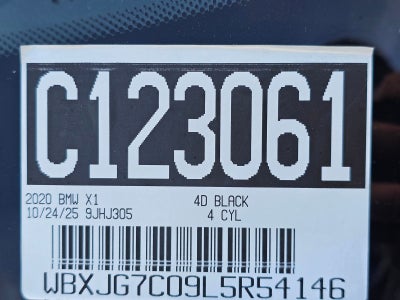 C123061
2020 BMW X1 4D BLACK
10/24/25 9JHJ305 4 CYL
WBXJG7C09L5R54146